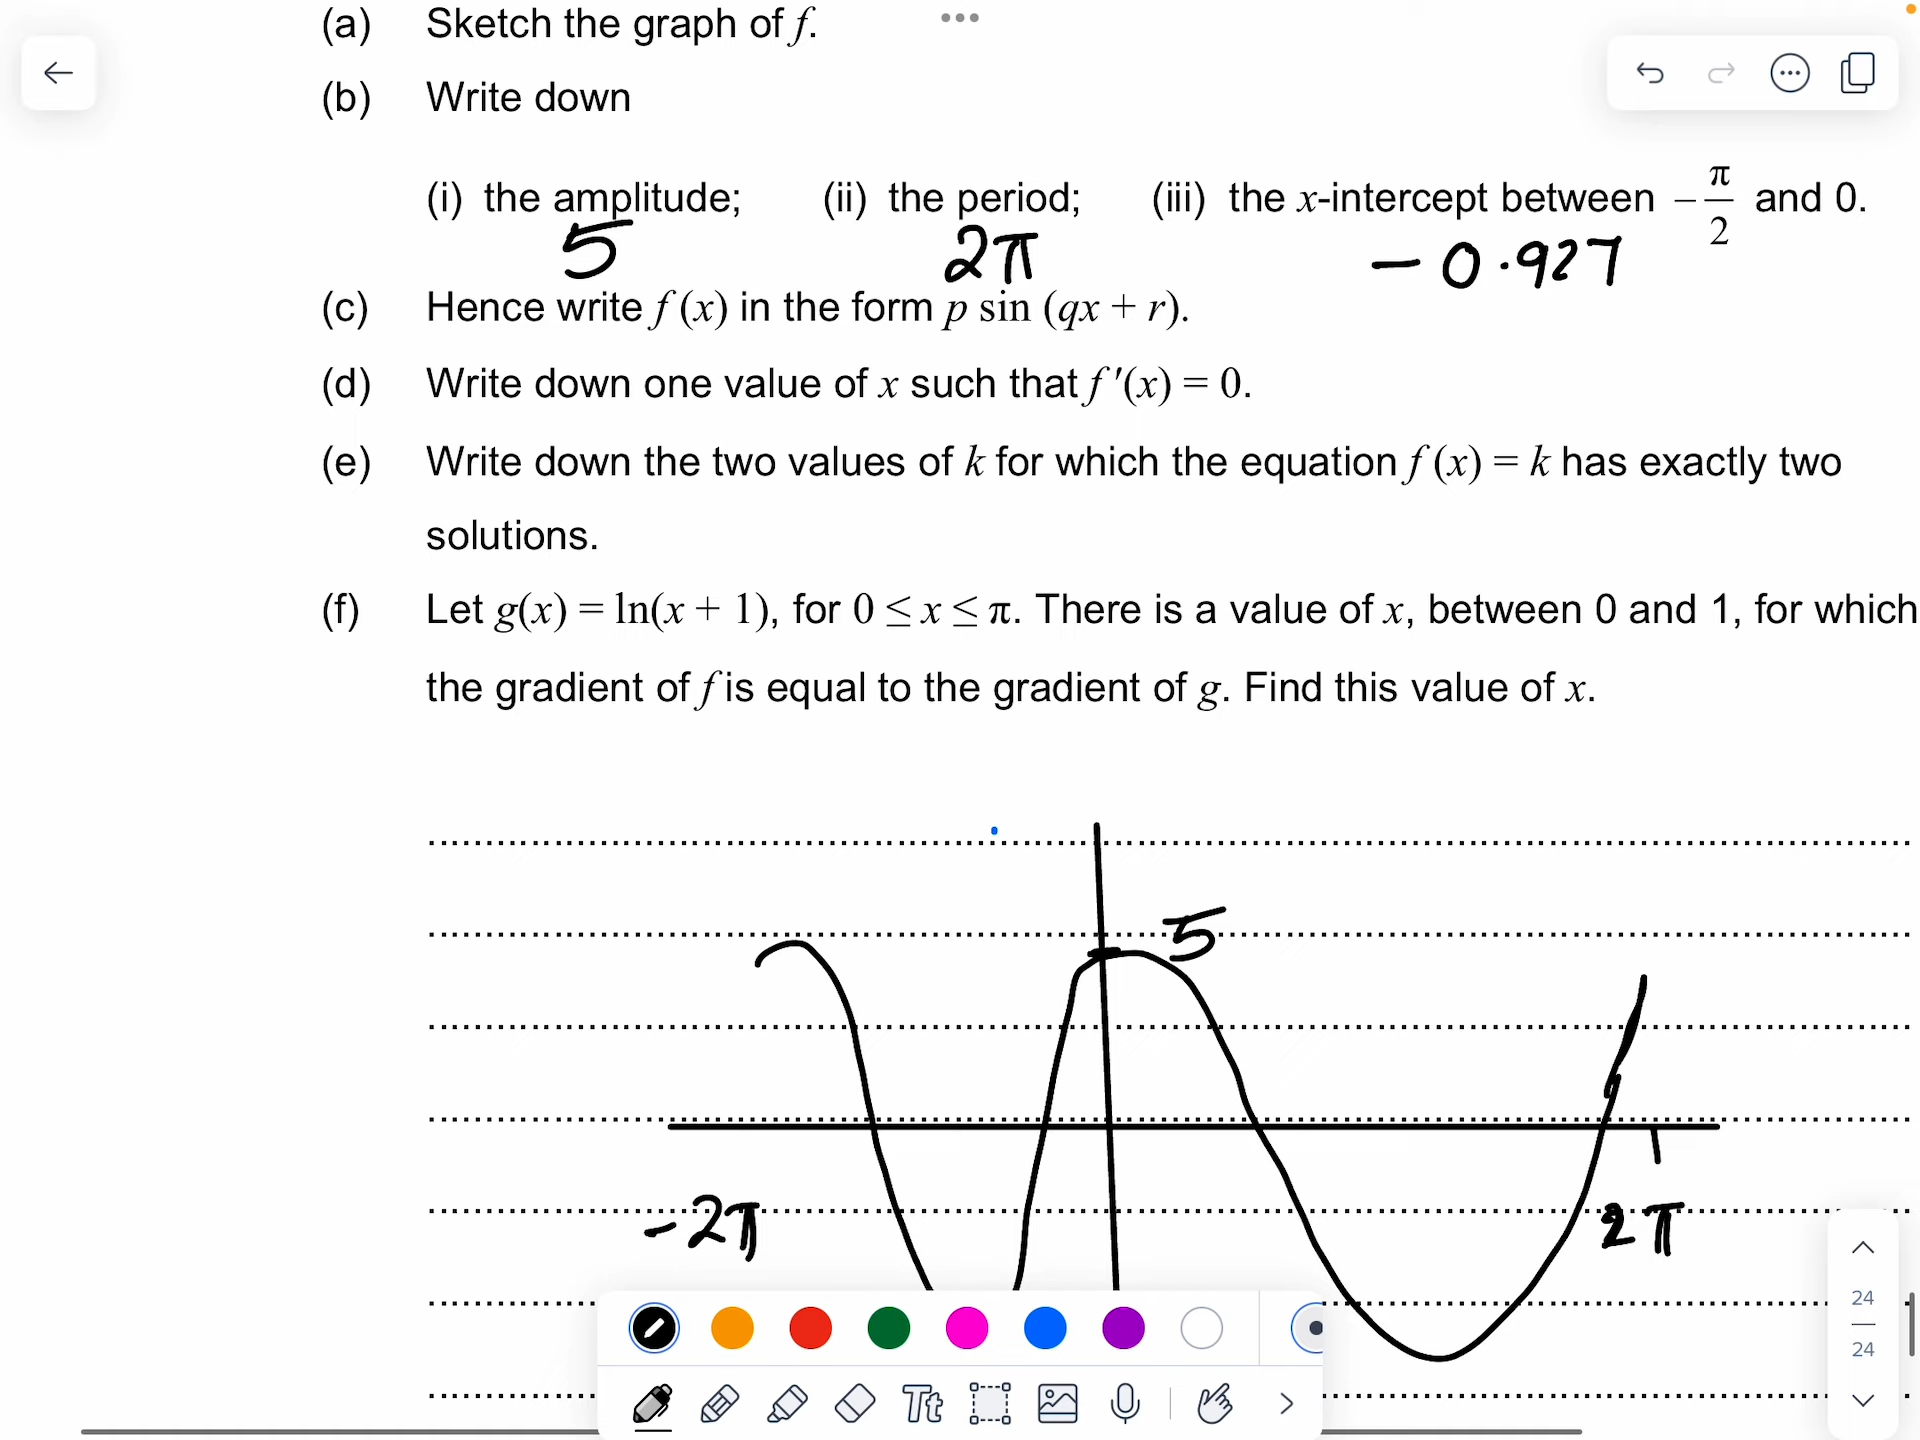 (a) Sketch the graph of f.
(b) Write down
(i) the amplitude; (ii) the period; (iii) the x-intercept between −π/2 and 0.
5 2π − 0.927
(c) Hence write f (x) in the form p sin (qx + r).
(d) Write down one value of x such that f ′(x) = 0.
(e) Write down the two values of k for which the equation f (x) = k has exactly two
solutions.
(f) Let g(x) = ln(x + 1), for 0 ≤ x ≤ π. There is a value of x, between 0 and 1, for which
the gradient of f is equal to the gradient of g. Find this value of x.
5
-2π 2π
24
24
Tt